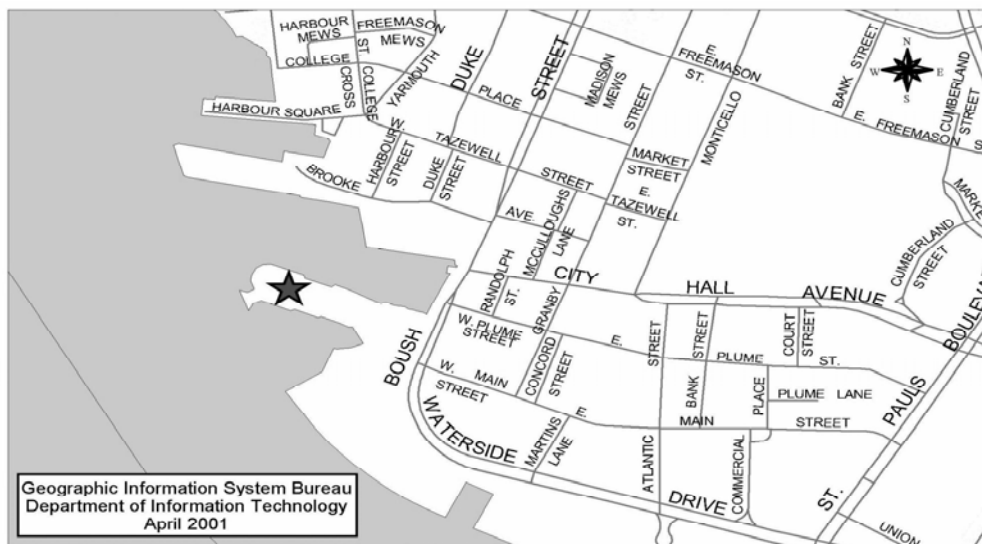 HARBOUR
MEWS
FREEMASON
MEWS
ST
COLLEGE
CROSS
COLLEGE
YARMOUTH
HARBOUR SQUARE
DUKE
STREET
PLACE
MADISON
MEWS
STREET
E.
FREEMASON
ST.
MONTICELLO
BANK STREET
N
W E
S
CUMBERLAND
STREET
E. FREEMASON S
W.
TAZEWELL
STREET
BROOKE
AVE.
HARBOUR
STREET
DUKE
STREET
MARKET
STREET
E.
TAZEWELL
ST.
MARKE
CUMBERLAND
STREET
MCCULLOUGHS
LANE
RANDOLPH
ST.
CITY
HALL
AVENUE
GRANBY
W. PLUME
STREET
BOUSH
E.
PLUME
ST.
STREET
STREET
BANK
COURT
STREET
BOULEVA
PAULS
ST.
W.
MAIN
STREET
CONCORD
STREET
E.
MAIN
STREET
PLACE
PLUME LANE
WATERSIDE
DRIVE
MARTINS
LANE
ATLANTIC
COMMERCIAL
UNION
Geographic Information System Bureau
Department of Information Technology
April 2001